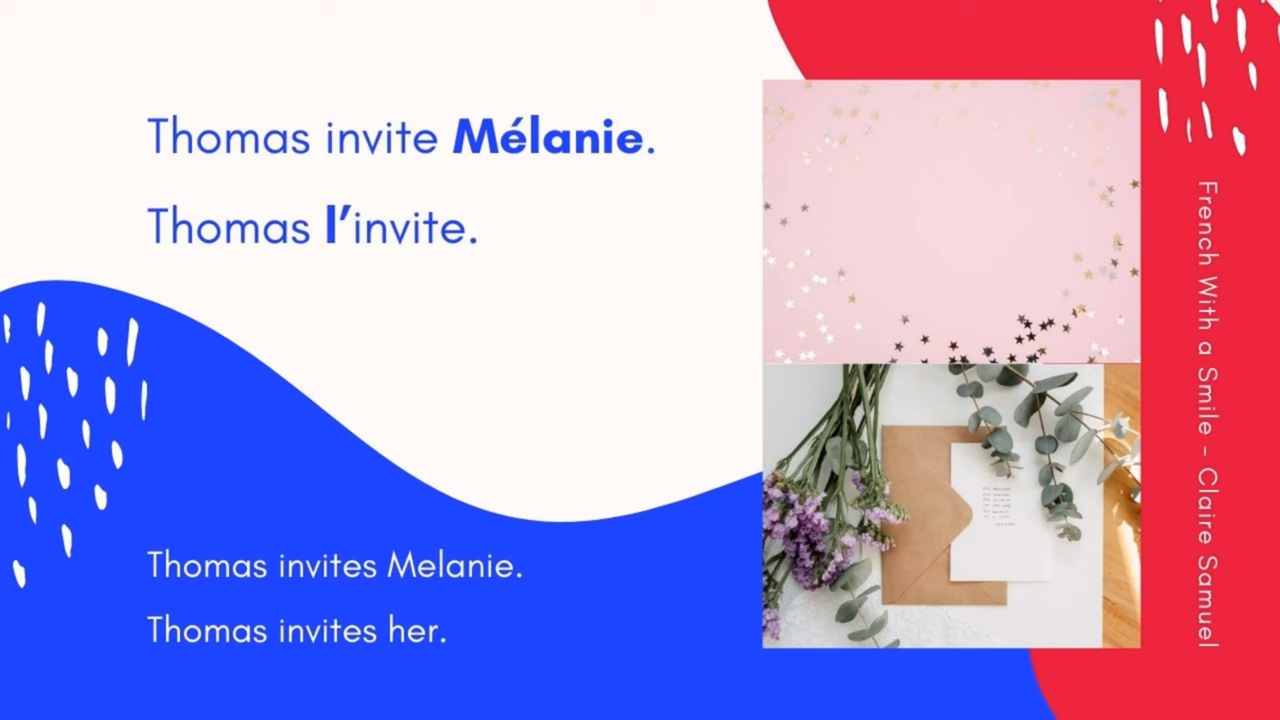 Thomas invite Mélanie.
Thomas l’invite.
Thomas invites Melanie.
Thomas invites her.
French With a Smile – Claire Samuel